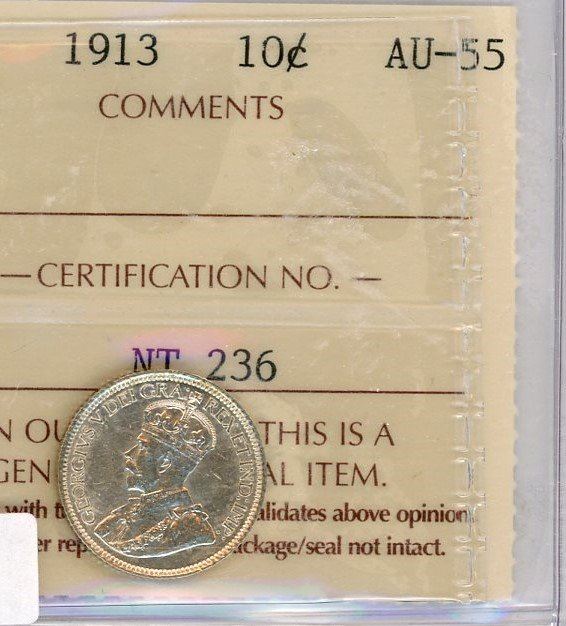 1913 10¢ AU-55
COMMENTS
—CERTIFICATION NO. —
NT 236
N OU THIS IS A
GEN AL ITEM.
with t alidates above opinion
er rep ckage/seal not intact.
GEORGIVS V DEI GRA: REX ET IND:IMP: